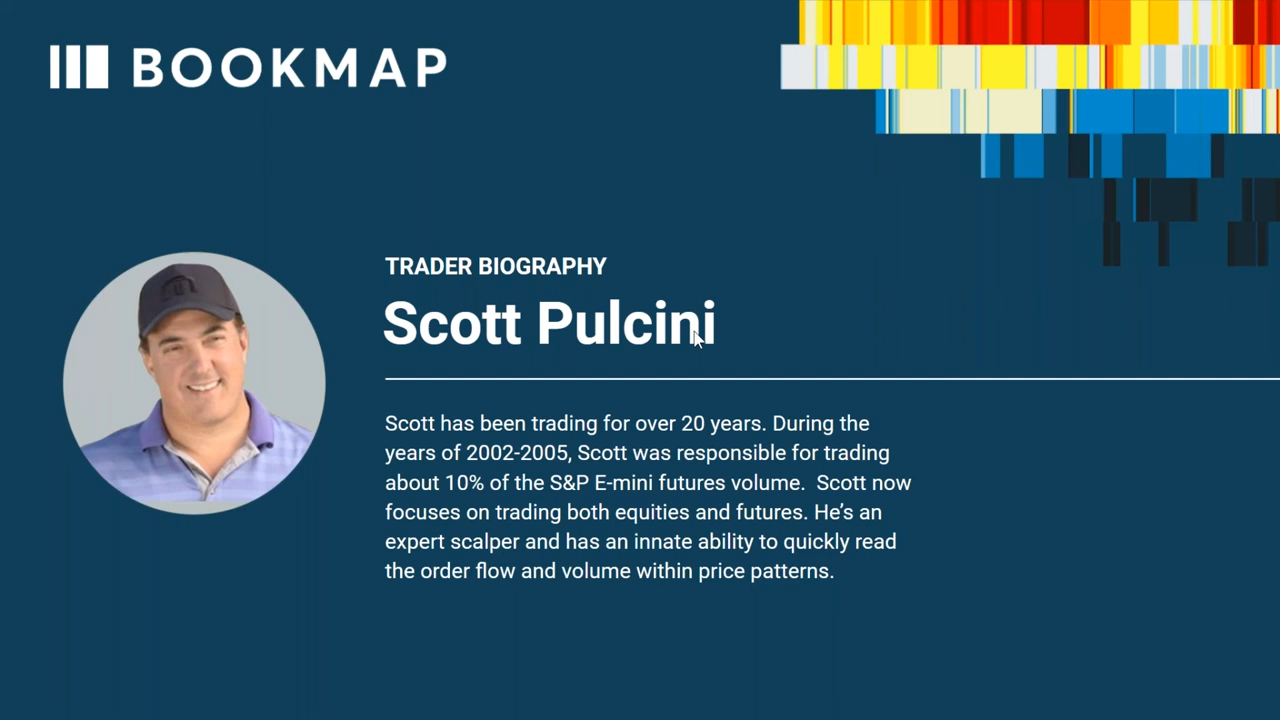 BOOKMAP
TRADER BIOGRAPHY
Scott Pulcini
Scott has been trading for over 20 years. During the
years of 2002-2005, Scott was responsible for trading
about 10% of the S&P E-mini futures volume.  Scott now
focuses on trading both equities and futures. He’s an
expert scalper and has an innate ability to quickly read
the order flow and volume within price patterns.